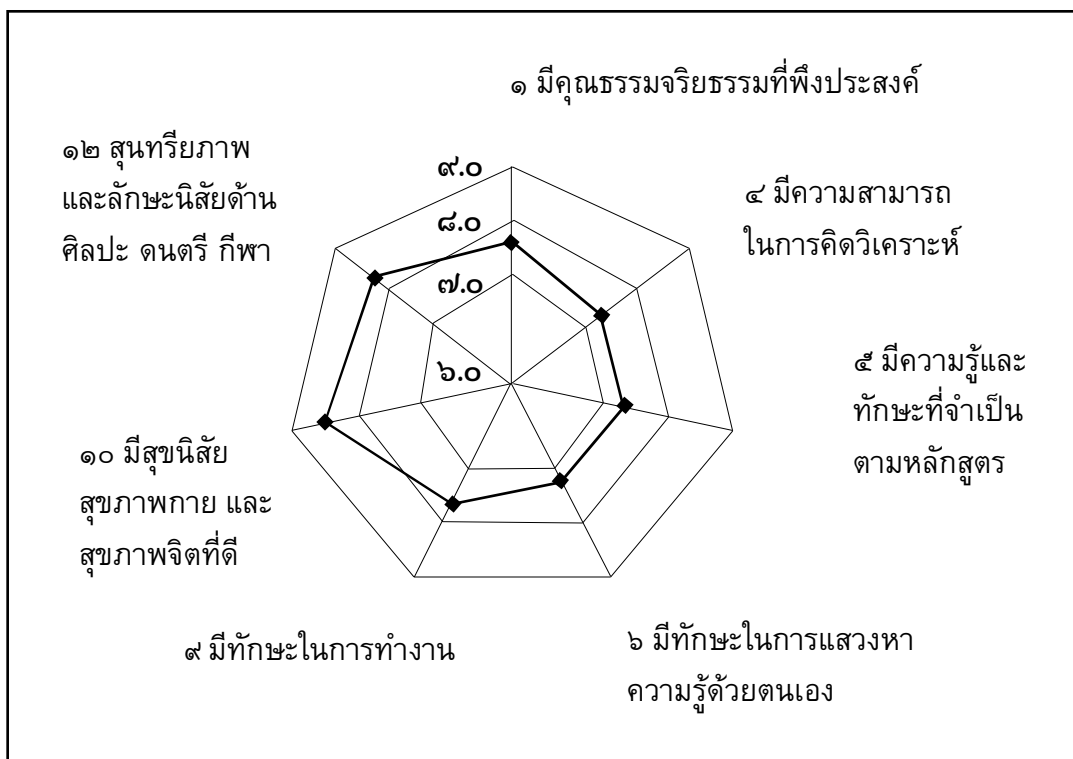 ๑ มีคุณธรรมจริยธรรมที่พึงประสงค์
๑๒ สุนทรียภาพ
และลักษะนิสัยด้าน
ศิลปะ ดนตรี กีฬา
๙.๐
๘.๐
๗.๐
๖.๐
๔ มีความสามารถ
ในการคิดวิเคราะห์
๕ มีความรู้และ
ทักษะที่จำเป็น
ตามหลักสูตร
๑๐ มีสุขนิสัย
สุขภาพกาย และ
สุขภาพจิตที่ดี
๙ มีทักษะในการทำงาน
๖ มีทักษะในการแสวงหา
ความรู้ด้วยตนเอง